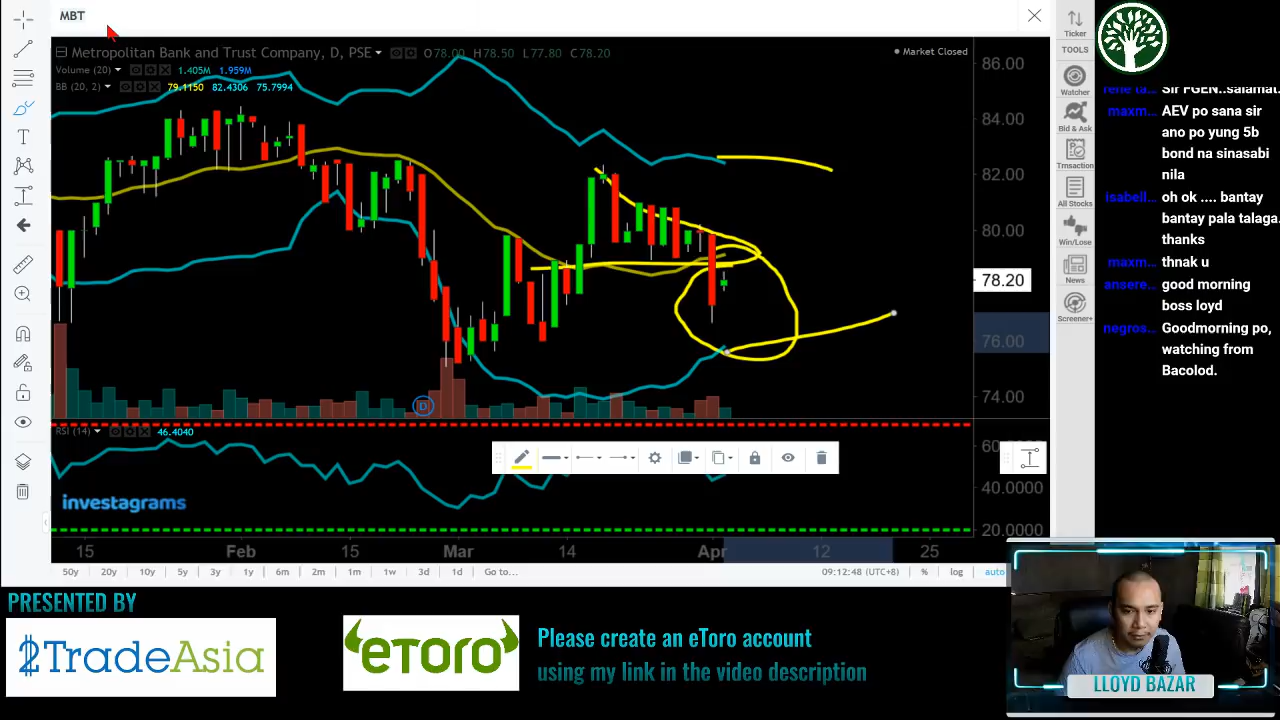 MBT
Metropolitan Bank and Trust Company, D, PSE
O78.00 H78.50 L77.80 C78.20
Market Closed
Volume (20) 1.405M 1.959M
BB (20, 2) 79.1150 82.4306 75.7994
86.00
84.00
82.00
80.00
78.20
76.00
74.00
D
RSI (14) 46.4040
40.0000
20.0000
investagrams
15 Feb 15 Mar 14 Apr 12 25
50y 20y 10y 5y 3y 1y 6m 2m 1m 1w 3d 1d Go to...
09:12:48 (UTC+8) % log auto
Ticker
TOOLS
Watcher
Bid & Ask
Trnsaction
All Stocks
Win/Lose
News
Screener+
Sir FGEN..salamat.
maxm... AEV po sana sir
ano po yung 5b
bond na sinasabi
nila
isabell... oh ok .... bantay
bantay pala talaga.
thanks
maxm... thnak u
ansere... good morning
boss loyd
negros... Goodmorning po,
watching from
Bacolod.
PRESENTED BY
2TradeAsia
eToro
Please create an eToro account
using my link in the video description
LLOYD BAZAR